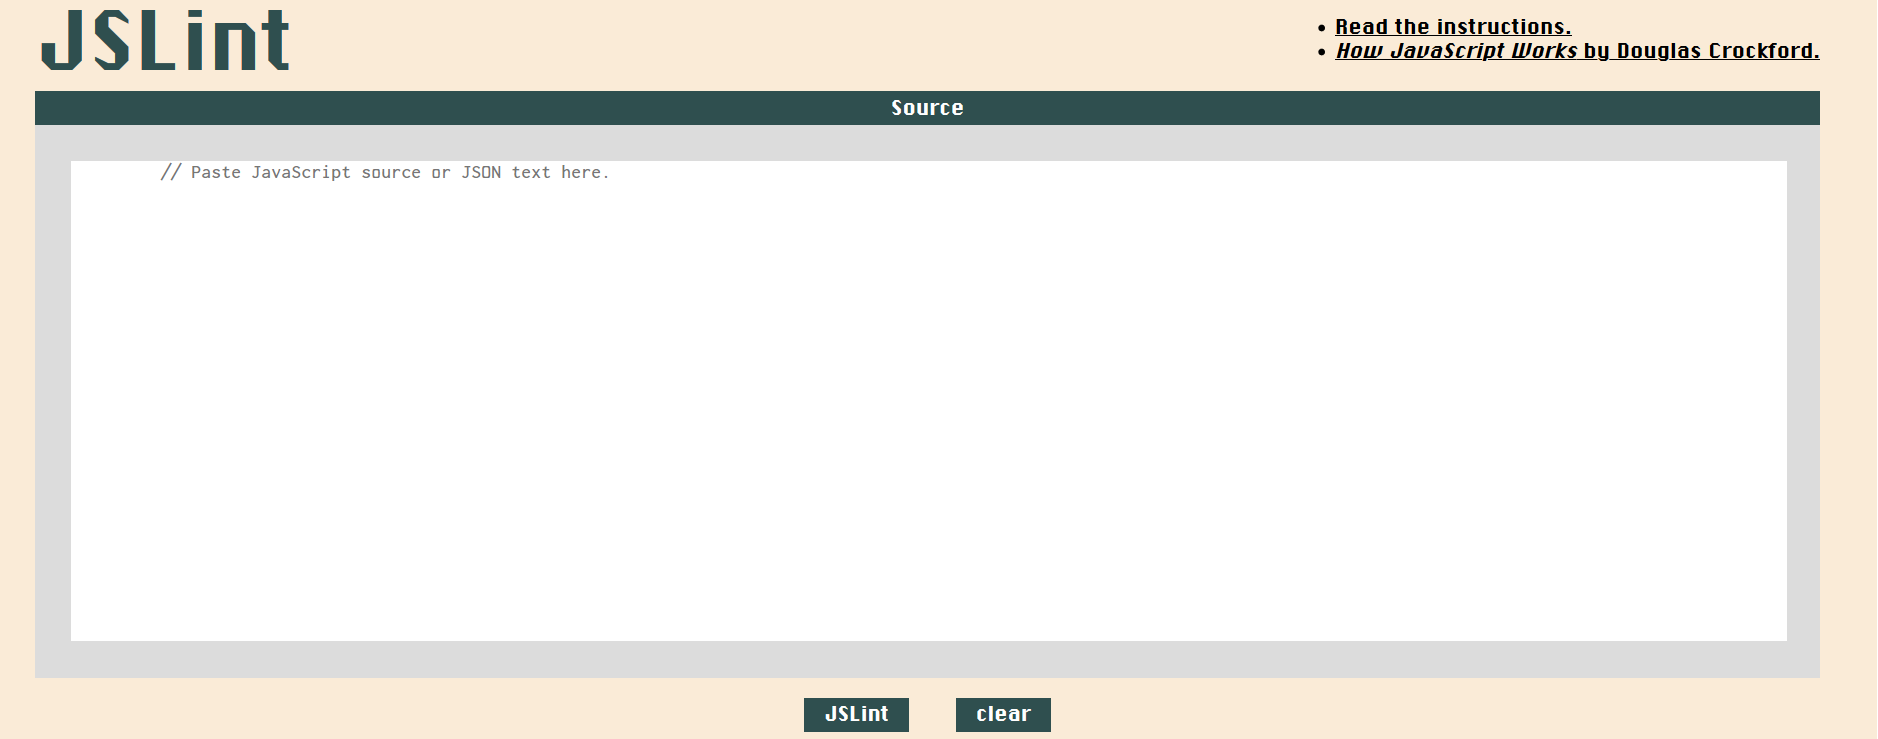 JSLint
Read the instructions.
How JavaScript Works by Douglas Crockford.
Source
// Paste JavaScript source or JSON text here.
JSLint
clear